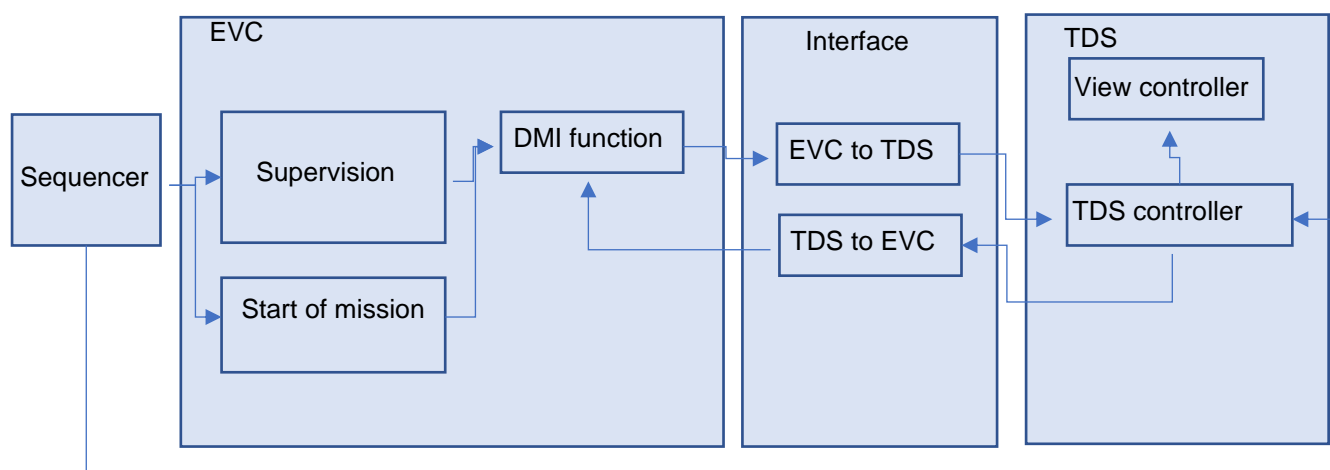 EVC
Interface
TDS
View controller
Sequencer
Supervision
DMI function
EVC to TDS
TDS controller
TDS to EVC
Start of mission